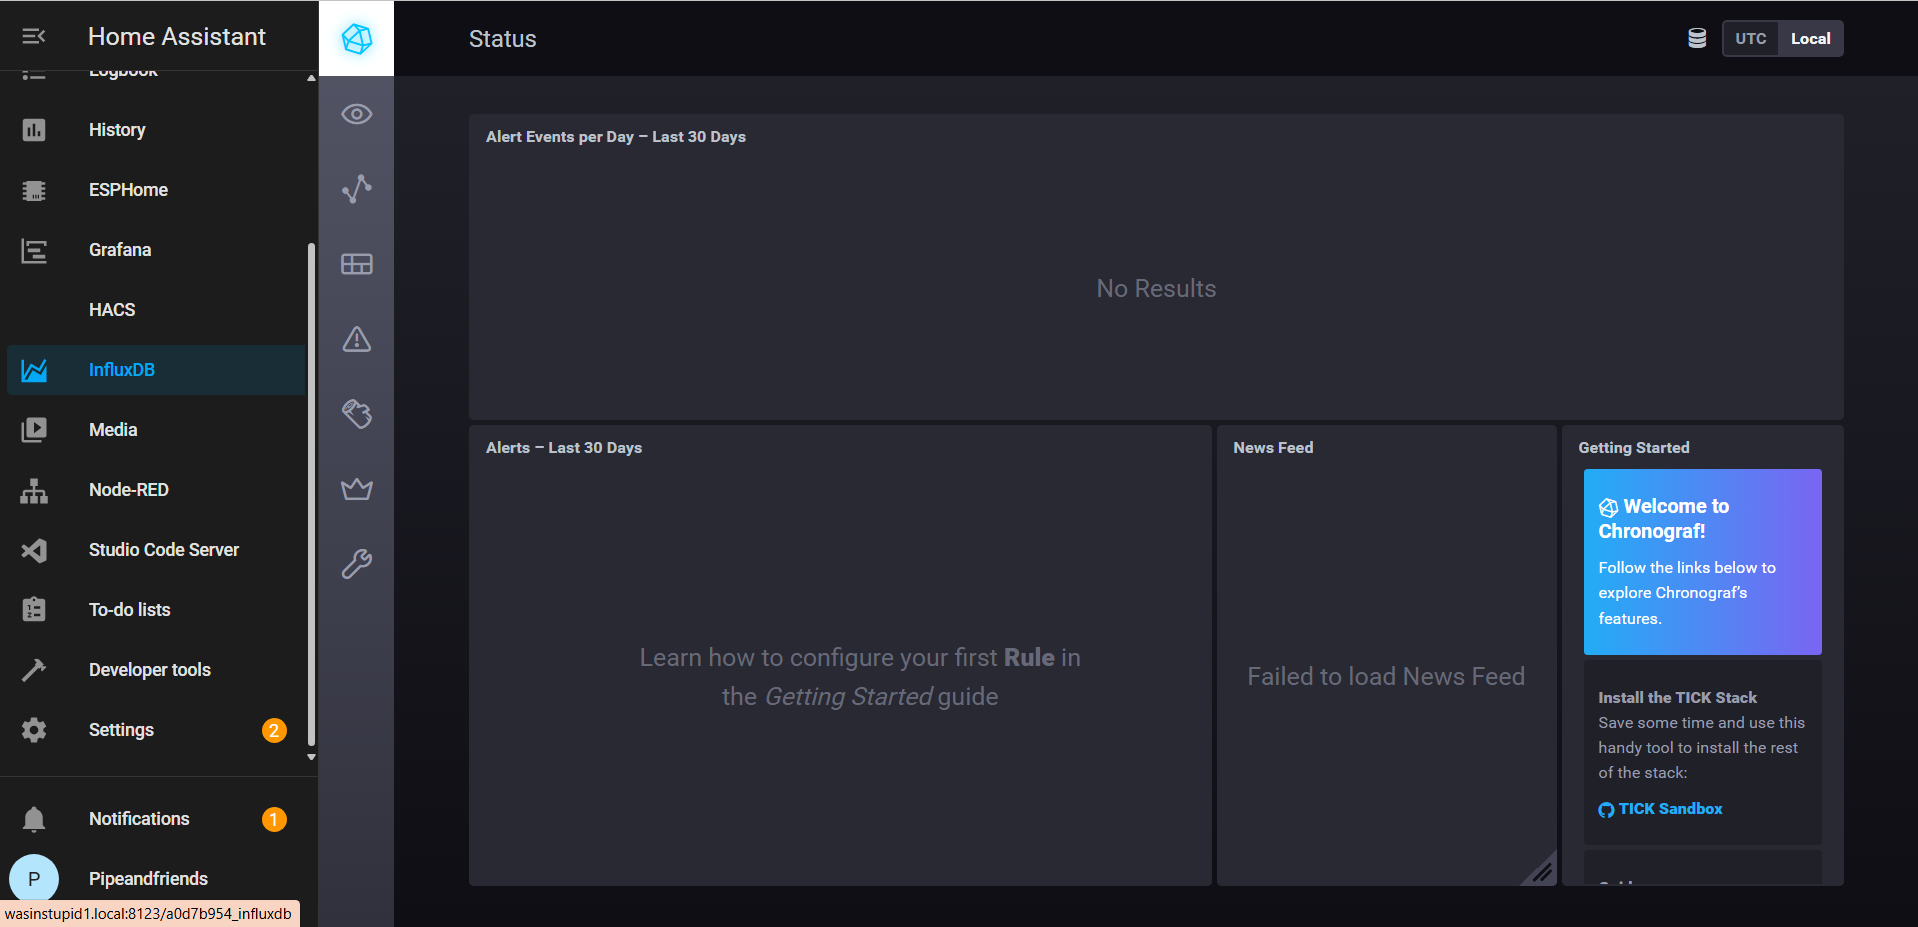 Home Assistant
Logbook
History
ESPHome
Grafana
HACS
InfluxDB
Media
Node-RED
Studio Code Server
To-do lists
Developer tools
Settings
2
Notifications
1
P
Pipeandfriends
wasinstupid1.local:8123/a0d7b954_influxdb
Status
UTC
Local
Alert Events per Day – Last 30 Days
No Results
Alerts – Last 30 Days
Learn how to configure your first Rule in
the Getting Started guide
News Feed
Failed to load News Feed
Getting Started
Welcome to
Chronograf!
Follow the links below to
explore Chronograf's
features.
Install the TICK Stack
Save some time and use this
handy tool to install the rest
of the stack:
TICK Sandbox